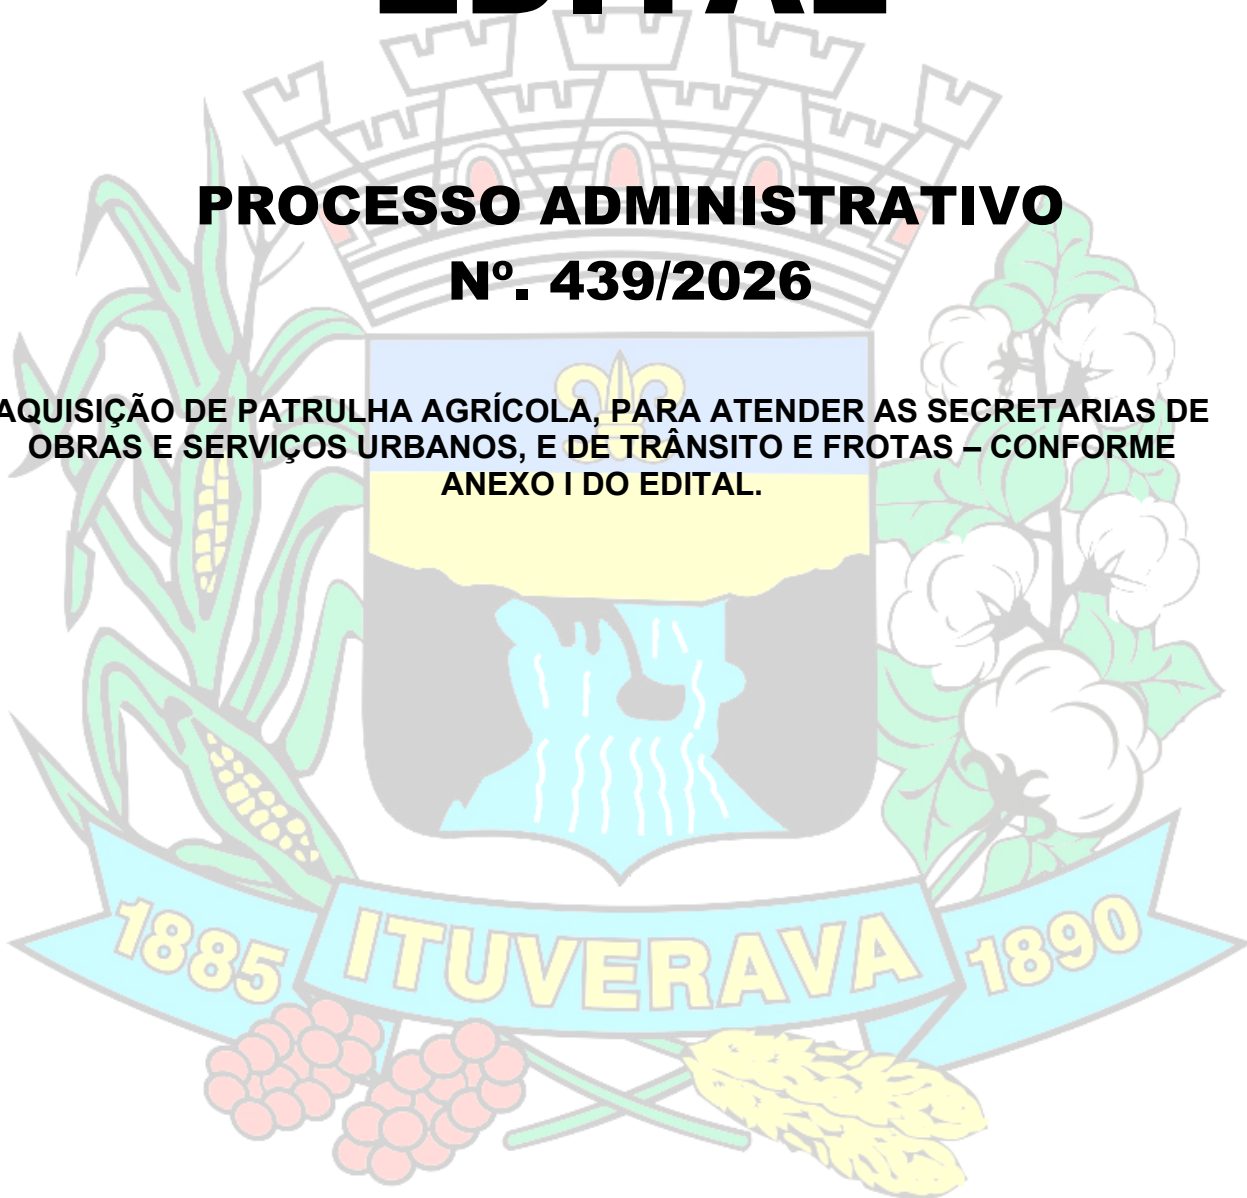 EDITAL
PROCESSO ADMINISTRATIVO
Nº. 439/2026
AQUISIÇÃO DE PATRULHA AGRÍCOLA, PARA ATENDER AS SECRETARIAS DE
OBRAS E SERVIÇOS URBANOS, E DE TRÂNSITO E FROTAS – CONFORME
ANEXO I DO EDITAL.
1885 ITUVERAVA 1890